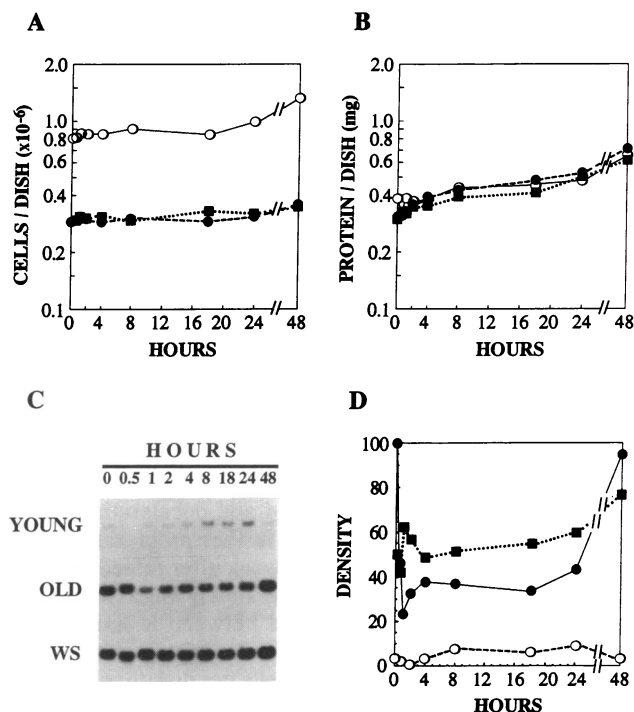 A
B
2.0
1.0
0.8
0.6
0.4
0.2
0.1
CELLS / DISH (x10-6)
0 4 8 12 16 20 24 48
HOURS
2.0
1.0
0.8
0.6
0.4
0.2
0.1
PROTEIN / DISH (mg)
0 4 8 12 16 20 24 48
HOURS
C
D
HOURS
0 0.5 1 2 4 8 18 24 48
YOUNG
OLD
WS
100
80
60
40
20
0
DENSITY
0 4 8 12 16 20 24 48
HOURS